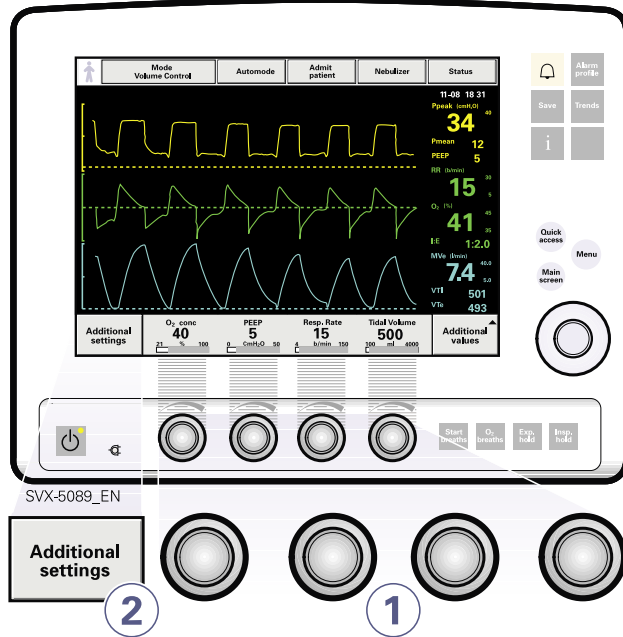 Mode
Volume Control
Automode
Admit
patient
Nebulizer
Status
Alarm
profile
Save
Trends
i
11-08 18 31
Ppeak (cmH2O)
40
34
Pmean 12
PEEP 5
RR (b/min)
30
15
5
O2 (%)
45
41
35
I:E 1:2.0
MVe (l/min)
40.0
7.4
5.0
VTI 501
VTe 493
Quick
access
Menu
Main
screen
Additional
settings
O2 conc
40
21 % 100
PEEP
5
0 CmH2O 50
Resp. Rate
15
4 b/min 150
Tidal Volume
500
100 ml 4000
Additional
values
Start
breaths
O2
breaths
Exp.
hold
Insp.
hold
SVX-5089_EN
Additional
settings
2
1